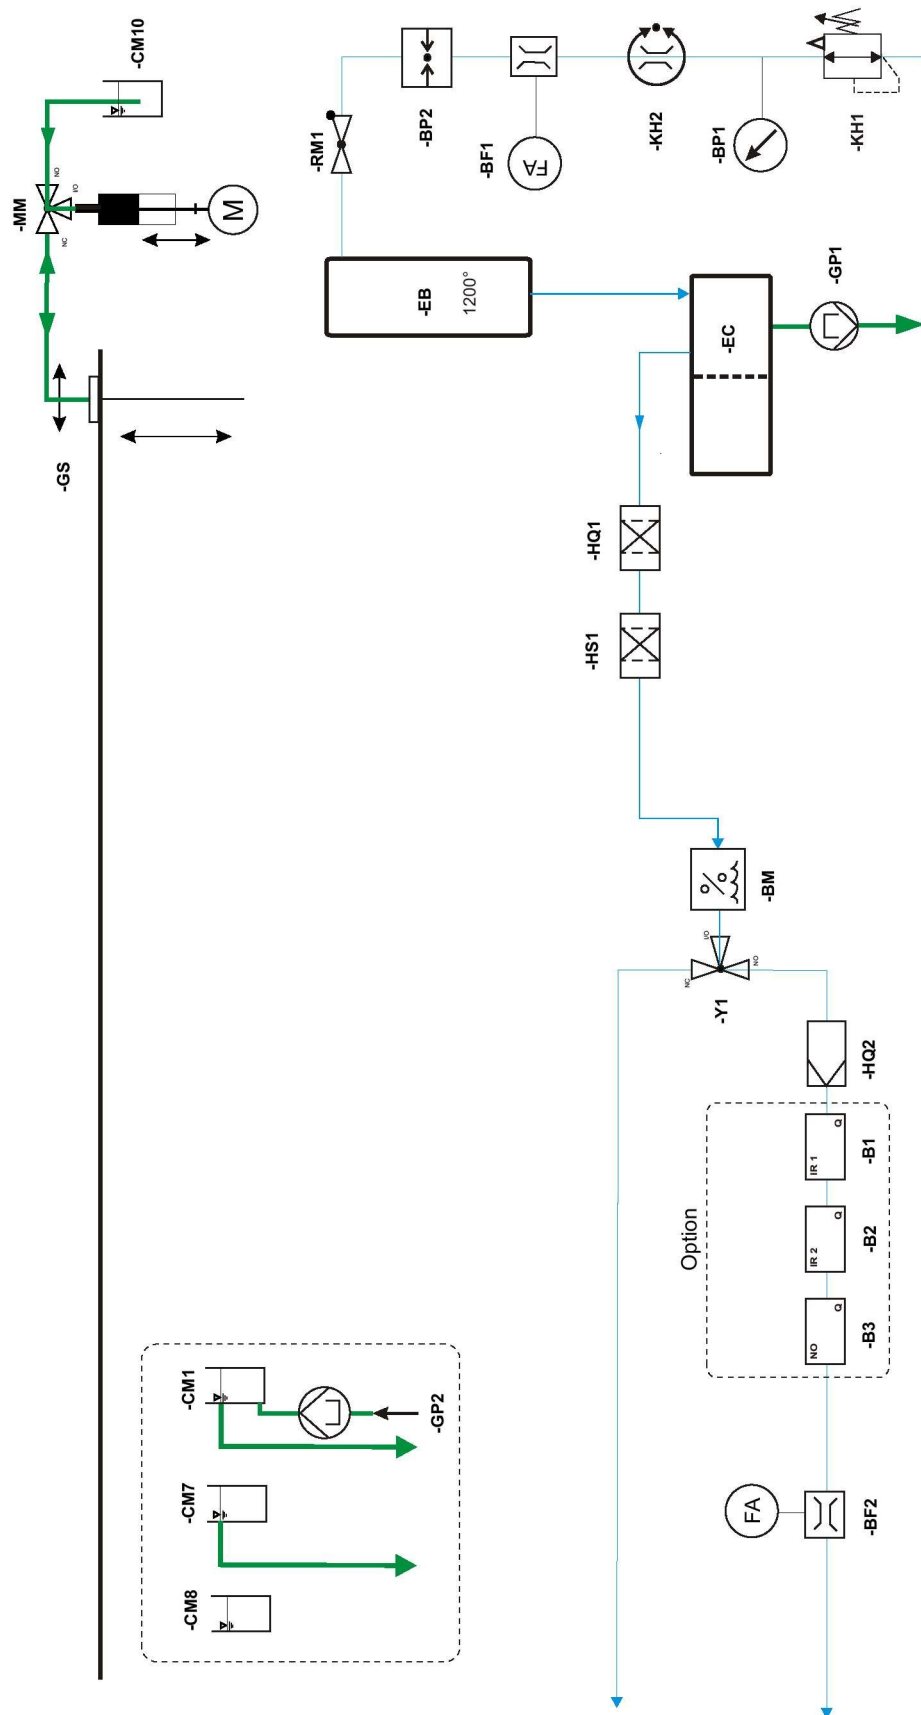 -CM10
-MM
NO
I/O
NC
M
-GS
-RM1
-BP2
-BF1
FA
-KH2
-BP1
-KH1
-EB
1200°
-EC
-GP1
-HQ1
-HS1
-BM
%
I/O
NC
NO
-Y1
-HQ2
Option
IR 1
Q
-B1
IR 2
Q
-B2
NO
Q
-B3
FA
-BF2
-CM1
-GP2
-CM7
-CM8